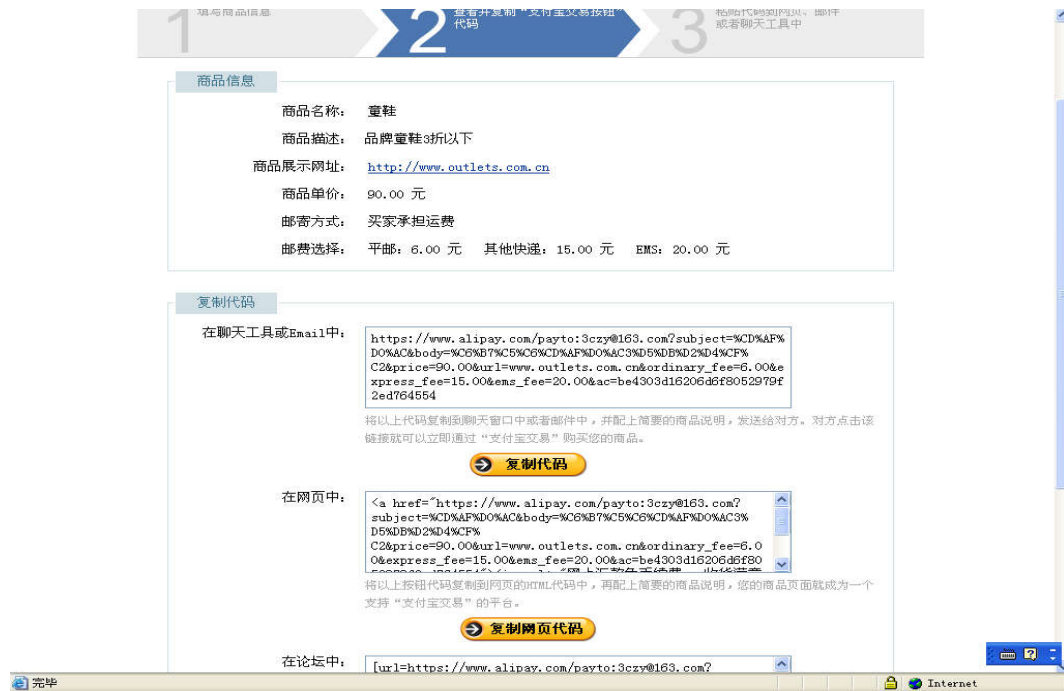 1
填写商品信息
2
查看并复制“支付宝交易按钮”
代码
3
粘贴代码到网页、邮件
或者聊天工具中
商品信息
商品名称： 童鞋
商品描述： 品牌童鞋3折以下
商品展示网址： http://www.outlets.com.cn
商品单价： 90.00 元
邮寄方式： 买家承担运费
邮费选择： 平邮：6.00 元 其他快递：15.00 元 EMS：20.00 元
复制代码
在聊天工具或Email中：
https://www.alipay.com/payto:3czy@163.com?subject=%CD%AF%
D0%AC&body=%C6%B7%C5%C6%CD%AF%D0%AC3%D5%DB%D2%D4%CF%
C2&price=90.00&url=www.outlets.com.cn&ordinary_fee=6.00&e
xpress_fee=15.00&ems_fee=20.00&ac=be4303d16206d6f8052979f
2ed764554
将以上代码复制到聊天窗口中或者邮件中，并配上简要的商品说明，发送给对方。对方点击该
链接就可以立即通过“支付宝交易”购买您的商品。
复制代码
在网页中：
<a href="https://www.alipay.com/payto:3czy@163.com?
subject=%CD%AF%D0%AC&body=%C6%B7%C5%C6%CD%AF%D0%AC3%
D5%DB%D2%D4%CF%
C2&price=90.00&url=www.outlets.com.cn&ordinary_fee=6.0
0&express_fee=15.00&ems_fee=20.00&ac=be4303d16206d6f80
将以上按钮代码复制到网页的HTML代码中，再配上简要的商品说明，您的商品页面就成为一个
支持“支付宝交易”的平台。
复制网页代码
在论坛中：
[url=https://www.alipay.com/payto:3czy@163.com?
完毕
Internet